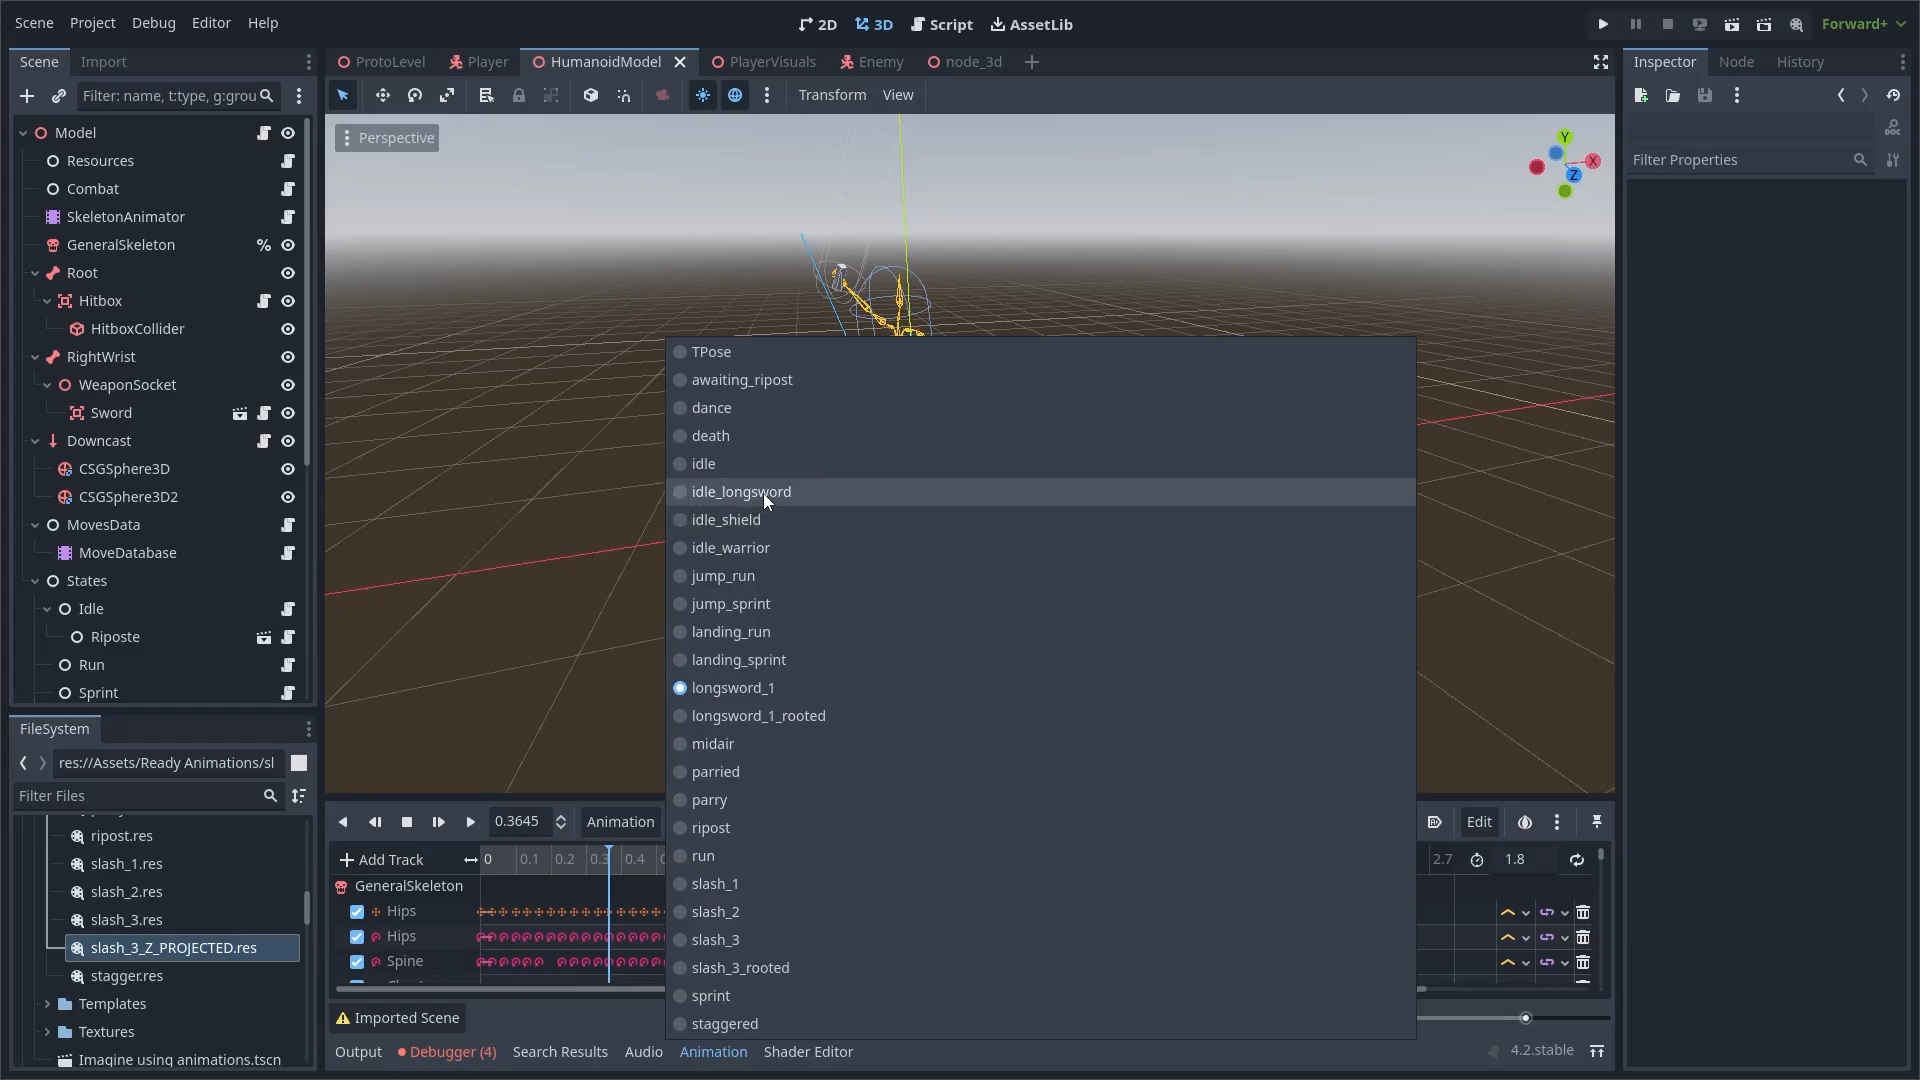 Scene Project Debug Editor Help
2D 3D Script AssetLib
Forward+
Scene Import
ProtoLevel Player HumanoidModel PlayerVisuals Enemy node_3d
Inspector Node History
Filter: name, t:type, g:grou
Transform View
Perspective
Filter Properties
Y
X
Z
Model
Resources
Combat
SkeletonAnimator
GeneralSkeleton %
Root
Hitbox
HitboxCollider
RightWrist
WeaponSocket
Sword
Downcast
CSGSphere3D
CSGSphere3D2
MovesData
MoveDatabase
States
Idle
Riposte
Run
Sprint
FileSystem
res://Assets/Ready Animations/sl
Filter Files
ripost.res
slash_1.res
slash_2.res
slash_3.res
slash_3_Z_PROJECTED.res
stagger.res
Templates
Textures
Imagine using animations.tscn
TPose
awaiting_ripost
dance
death
idle
idle_longsword
idle_shield
idle_warrior
jump_run
jump_sprint
landing_run
landing_sprint
longsword_1
longsword_1_rooted
midair
parried
parry
ripost
run
slash_1
slash_2
slash_3
slash_3_rooted
sprint
staggered
0.3645 Animation Edit
Add Track 0 0.1 0.2 0.3 0.4 2.7 1.8
GeneralSkeleton
Hips
Hips
Spine
Imported Scene
Output Debugger (4) Search Results Audio Animation Shader Editor 4.2.stable